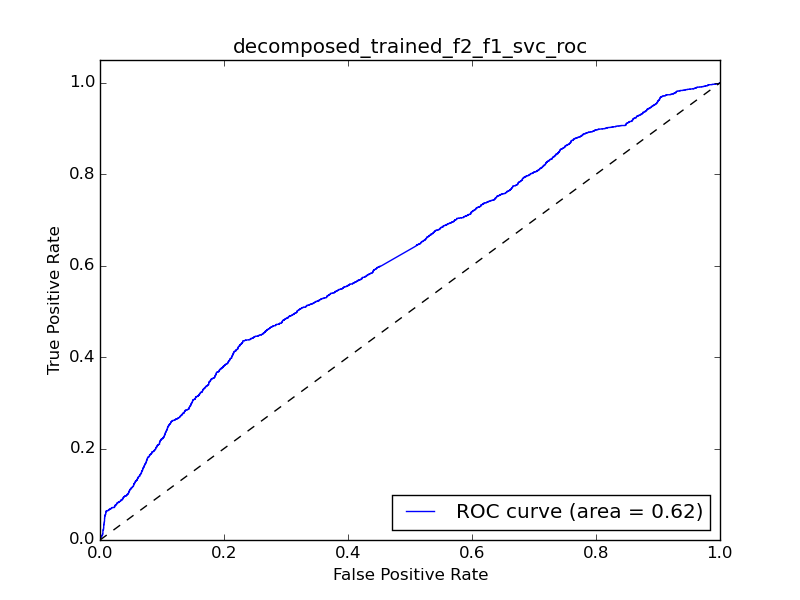 decomposed_trained_f2_f1_svc_roc
1.0
0.8
0.6
0.4
0.2
0.0
True Positive Rate
ROC curve (area = 0.62)
0.0 0.2 0.4 0.6 0.8 1.0
False Positive Rate